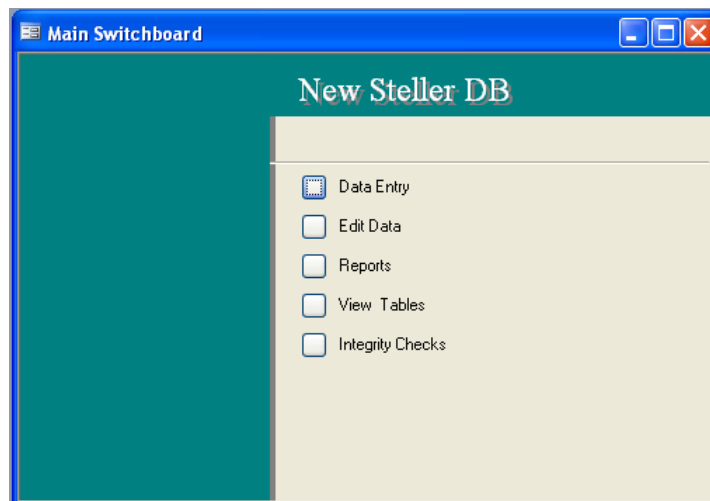 Main Switchboard
New Steller DB
Data Entry
Edit Data
Reports
View Tables
Integrity Checks